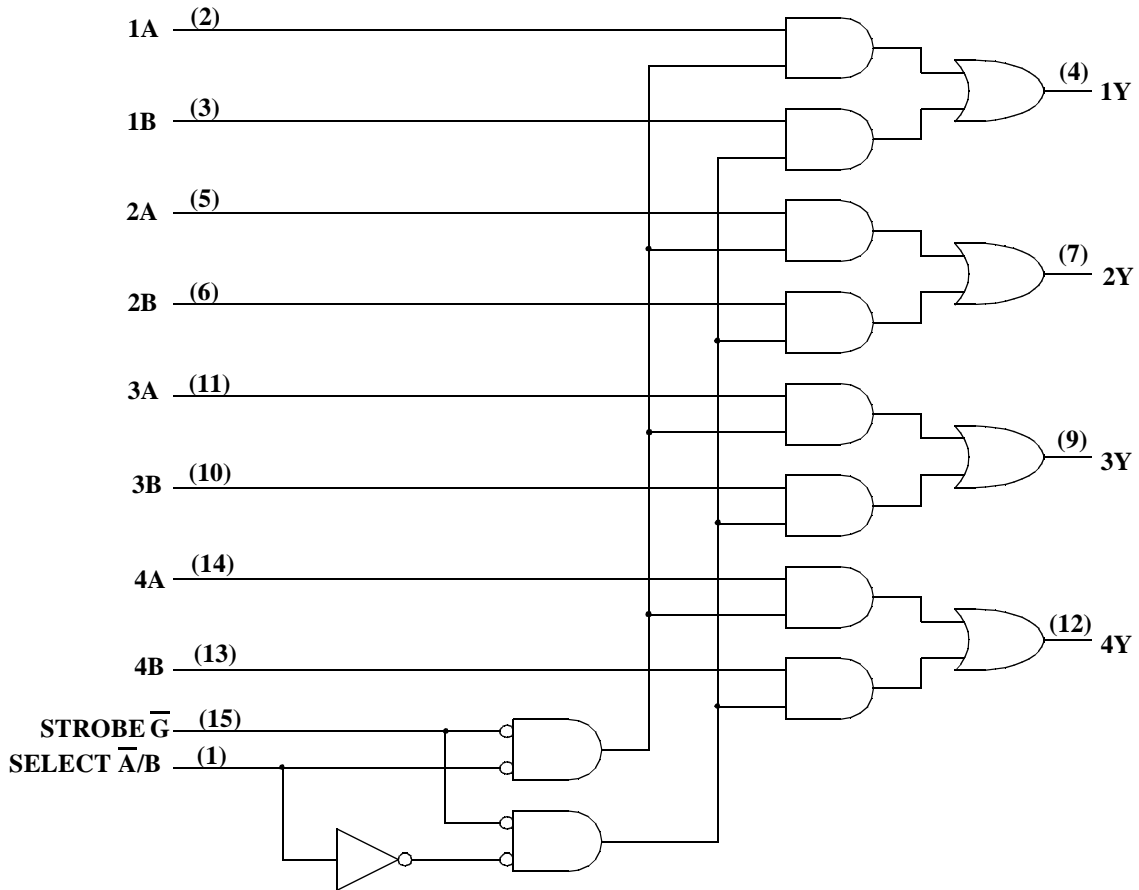 1A (2)
(4) 1Y
1B (3)
2A (5)
(7) 2Y
2B (6)
3A (11)
(9) 3Y
3B (10)
4A (14)
(12) 4Y
4B (13)
STROBE G̅ (15)
SELECT A̅/B (1)